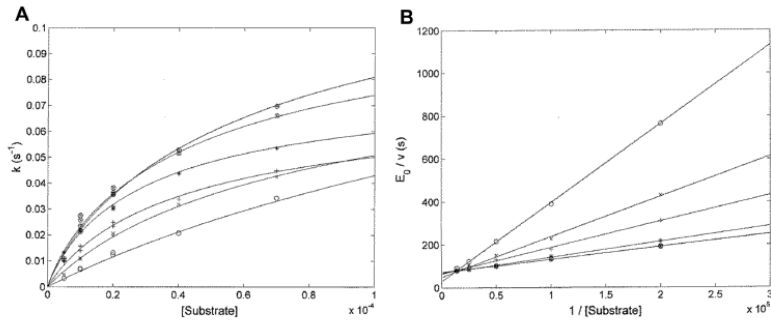 A
0.1
0.09
0.08
0.07
0.06
0.05
0.04
0.03
0.02
0.01
0
k (s⁻¹)
0 0.2 0.4 0.6 0.8 1
[Substrate]
x 10⁻⁴
B
1200
1000
800
600
400
200
0
E₀ / v (s)
0 0.5 1 1.5 2 2.5 3
1 / [Substrate]
x 10⁵